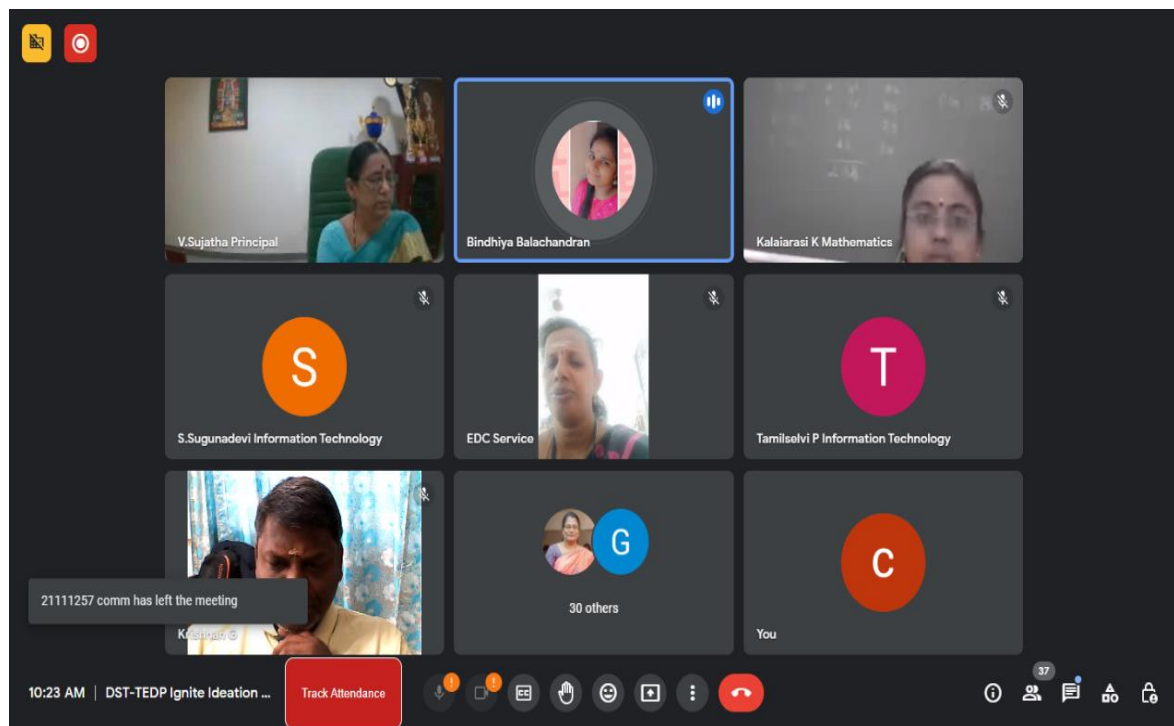 V.Sujatha Principal
Bindhiya Balachandran
Kalaiarasi K Mathematics
S
S.Sugunadevi Information Technology
EDC Service
T
Tamilselvi P Information Technology
21111257 comm has left the meeting
Krishnan G
G
30 others
C
You
10:23 AM | DST-TEDP Ignite Ideation ...
Track Attendance
37